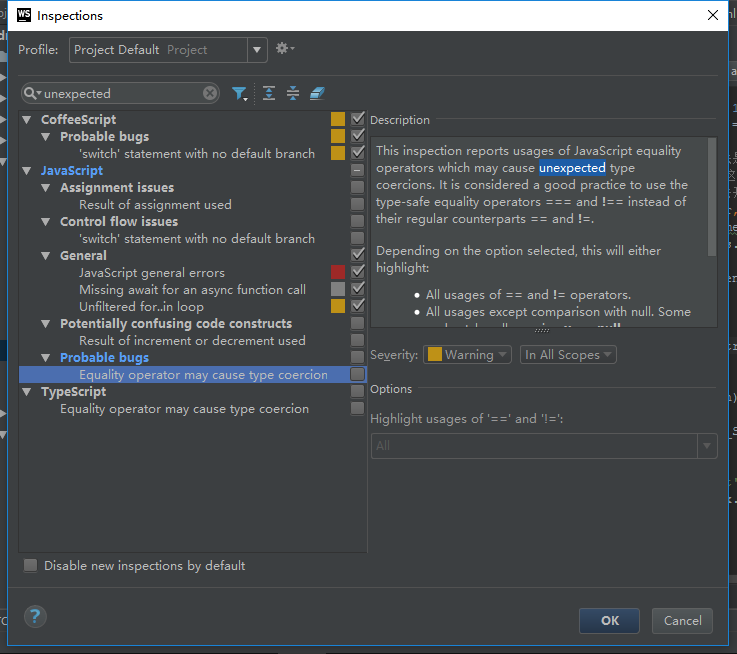 WS Inspections
Profile: Project Default Project
unexpected
CoffeeScript
Probable bugs
'switch' statement with no default branch
JavaScript
Assignment issues
Result of assignment used
Control flow issues
'switch' statement with no default branch
General
JavaScript general errors
Missing await for an async function call
Unfiltered for..in loop
Potentially confusing code constructs
Result of increment or decrement used
Probable bugs
Equality operator may cause type coercion
TypeScript
Equality operator may cause type coercion
Disable new inspections by default
Description
This inspection reports usages of JavaScript equality
operators which may cause unexpected type
coercions. It is considered a good practice to use the
type-safe equality operators === and !== instead of
their regular counterparts == and !=.
Depending on the option selected, this will either
highlight:
• All usages of == and != operators.
• All usages except comparison with null. Some
Severity: Warning In All Scopes
Options
Highlight usages of '==' and '!=':
All
?
OK
Cancel